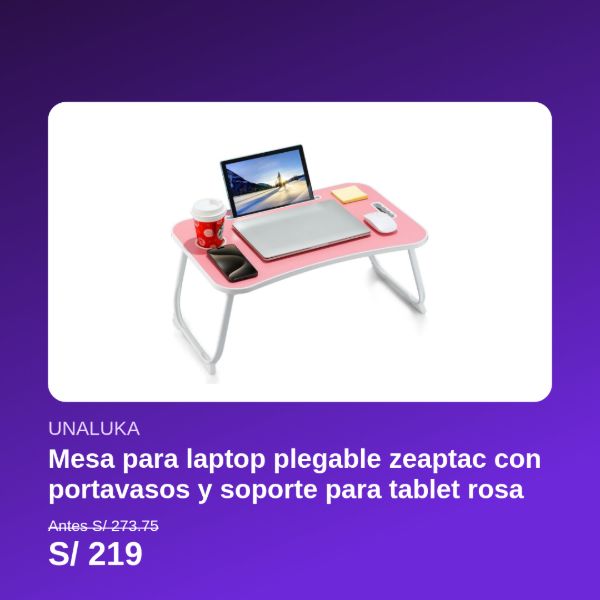 UNALUKA
Mesa para laptop plegable zeaptac con
portavasos y soporte para tablet rosa
Antes S/ 273.75
S/ 219